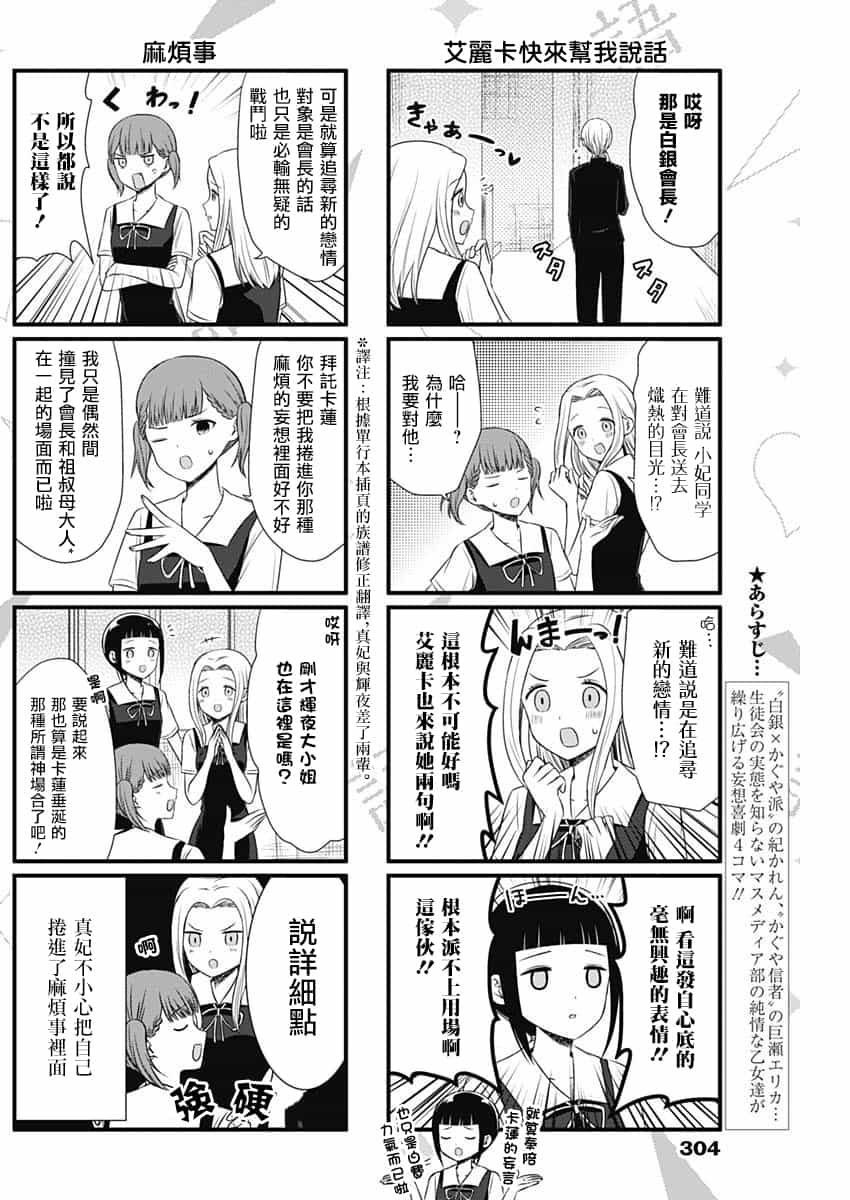 艾麗卡快來幫我說話
哎呀
那是白銀會長！
きゃあーっ
スタ
スタ
難道說 小妃同学
在對會長送去
熾熱的目光…!?
哈——?
為什麼
我要對他…
哈…
難道說是在追尋
新的戀情…!?
んまーっ！
這根本不可能好嗎
艾麗卡也來說她兩句啊!!
ほーん…
啊 看這發自心底的
毫無興趣的表情!!
根本派不上用場啊
這傢伙!!
就算奉陪
卡蓮的妄言
也只是白費
力氣而已啦
麻煩事
可是就算追尋新的戀情
對象是會長的話
也只是必輸無疑的
戰鬥啦
くわっ！
所以都說
不是這樣了！
拜託卡蓮
你不要把我捲進你那種
麻煩的妄想裡面好不好
我只是偶然間
撞見了會長和祖叔母大人*
在一起的場面而已啦
＊譯注：根據單行本插頁的族譜修正翻譯，真妃與輝夜差了兩輩。
哎呀
剛才輝夜大小姐
也在這裡是嗎？
是啊
要說起來
那也算是卡蓮垂涎的
那種所謂神場合了吧！
說詳細點
啊
強硬
真妃不小心把自己
捲進了麻煩事裡面
★あらすじ…
〝白銀×かぐや派〟の紀かれん、〝かぐや信者〟の巨瀬エリカ…
生徒会の実態を知らないマスメディア部の純情な乙女達が
繰り広げる妄想喜劇４コマ!!
304